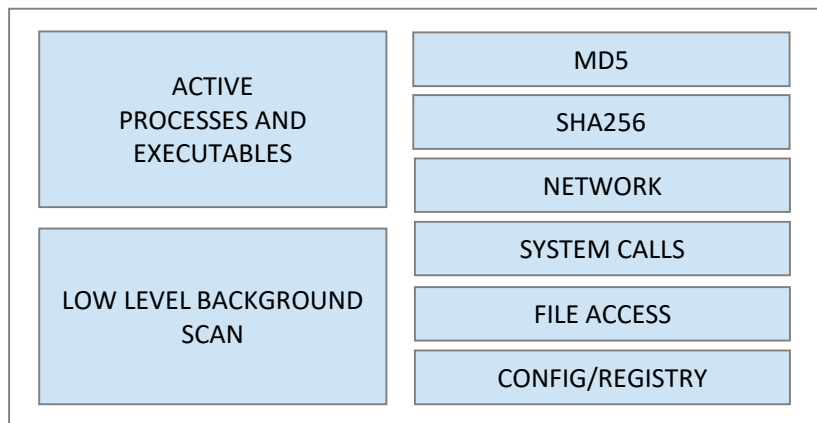 ACTIVE
PROCESSES AND
EXECUTABLES
LOW LEVEL BACKGROUND
SCAN
MD5
SHA256
NETWORK
SYSTEM CALLS
FILE ACCESS
CONFIG/REGISTRY